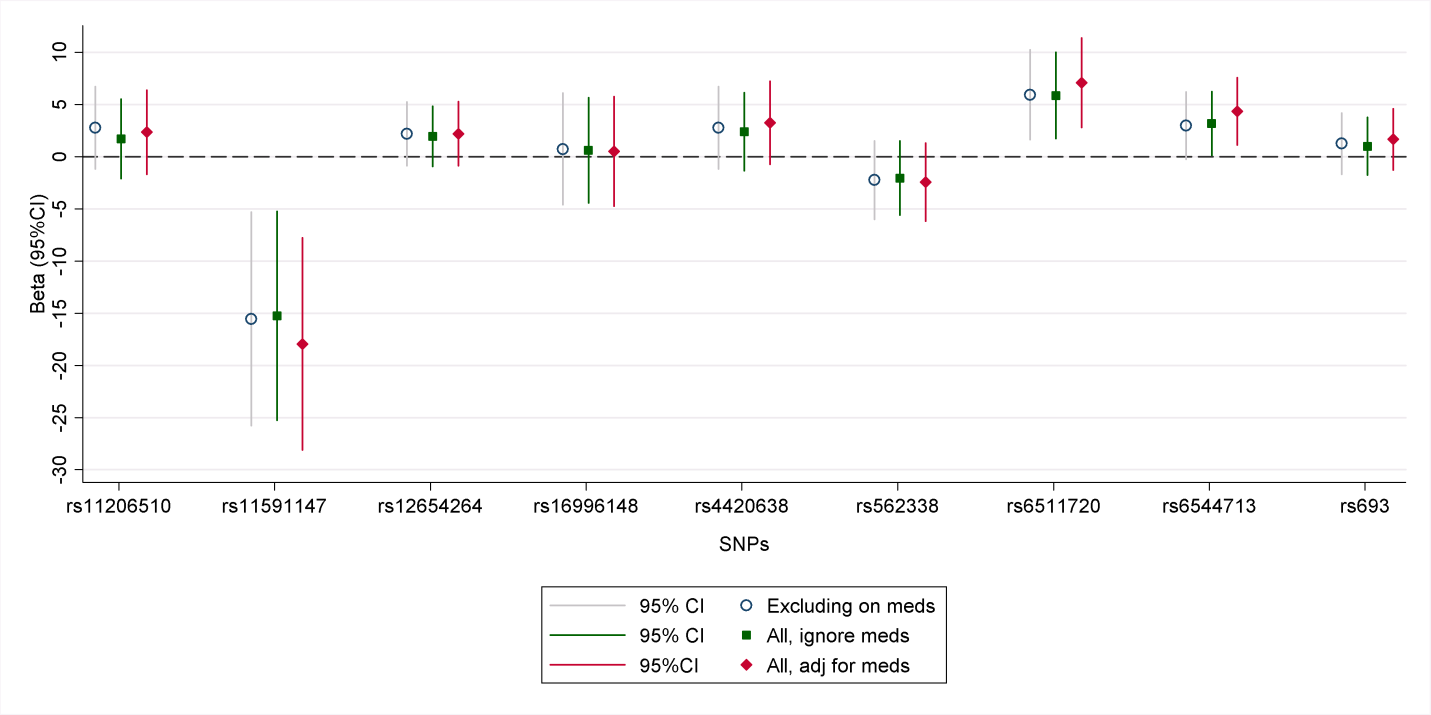 Beta (95%CI)
10
5
0
-5
-10
-15
-20
-25
-30
rs11206510 rs11591147 rs12654264 rs16996148 rs4420638 rs562338 rs6511720 rs6544713 rs693
SNPs
95% CI Excluding on meds
95% CI All, ignore meds
95%CI All, adj for meds